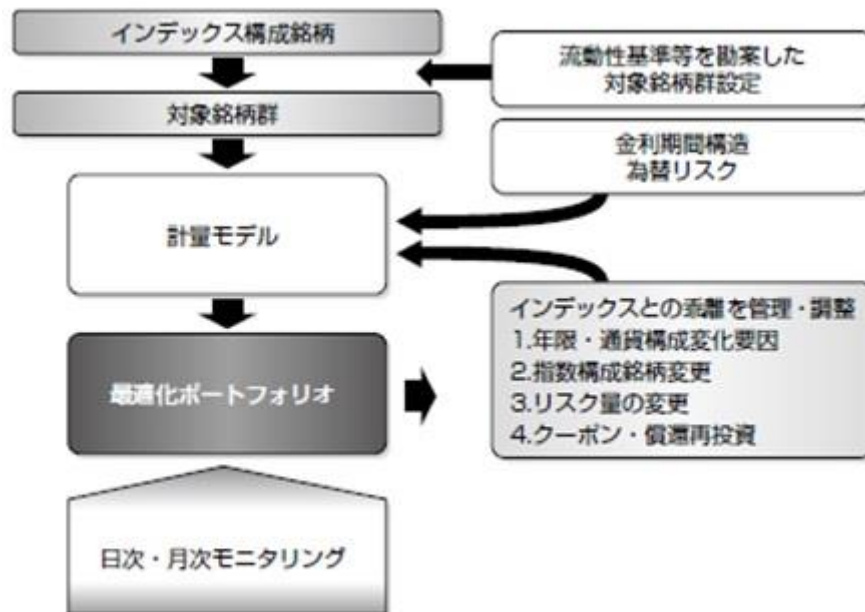 インデックス構成銘柄
流動性基準等を勘案した
対象銘柄群設定
対象銘柄群
金利期間構造
為替リスク
計量モデル
インデックスとの乖離を管理・調整
1.年限・通貨構成変化要因
2.指数構成銘柄変更
3.リスク量の変更
4.クーポン・償還再投資
最適化ポートフォリオ
日次・月次モニタリング